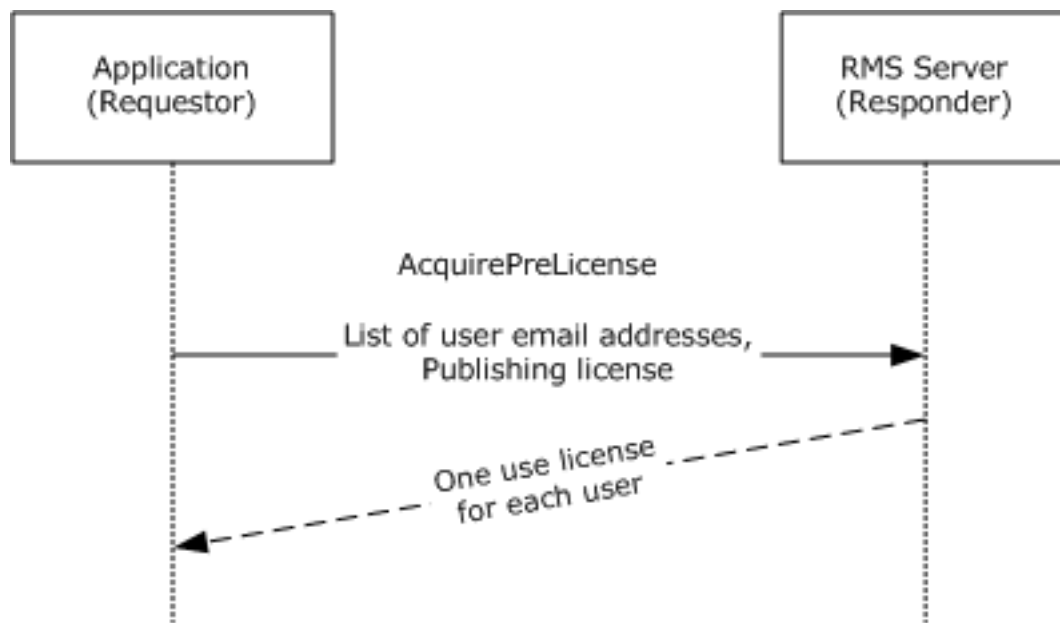 Application
(Requestor)
RMS Server
(Responder)
AcquirePreLicense
List of user email addresses,
Publishing license
One use license
for each user